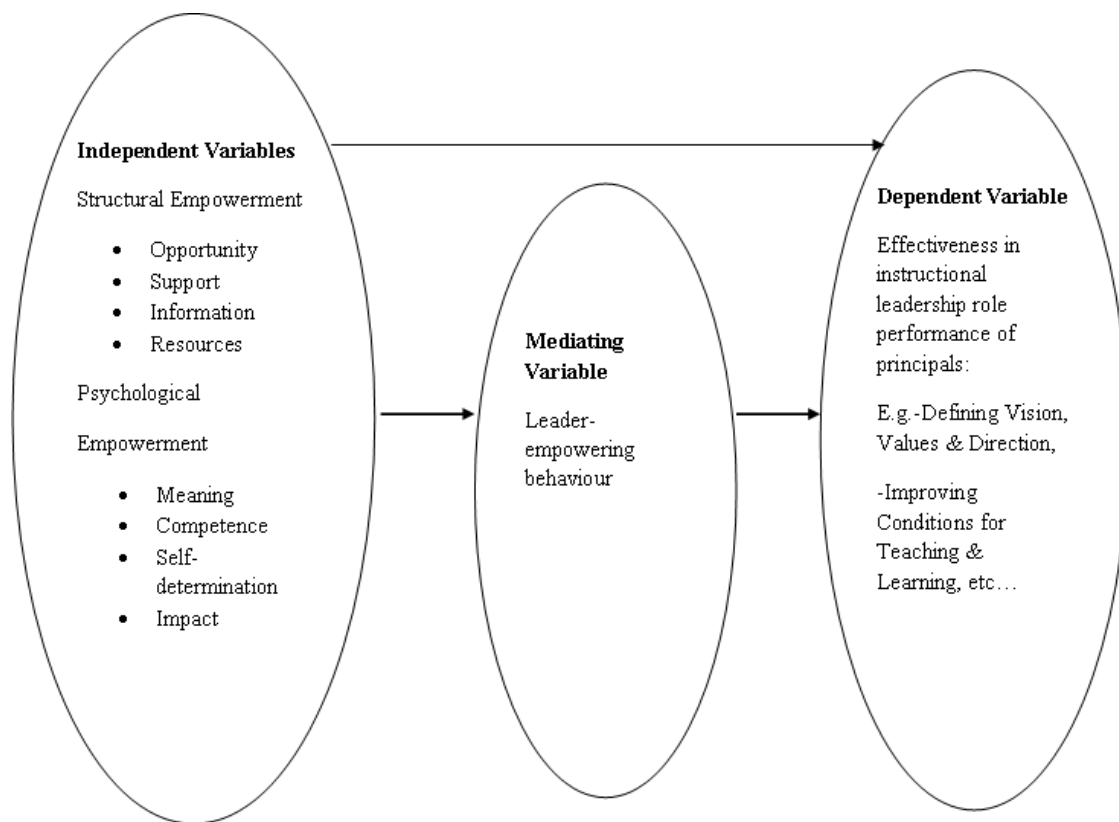 Independent Variables
Structural Empowerment
• Opportunity
• Support
• Information
• Resources
Psychological
Empowerment
• Meaning
• Competence
• Self-
determination
• Impact
Mediating
Variable
Leader-
empowering
behaviour
Dependent Variable
Effectiveness in
instructional
leadership role
performance of
principals:
E.g.-Defining Vision,
Values & Direction,
-Improving
Conditions for
Teaching &
Learning, etc…